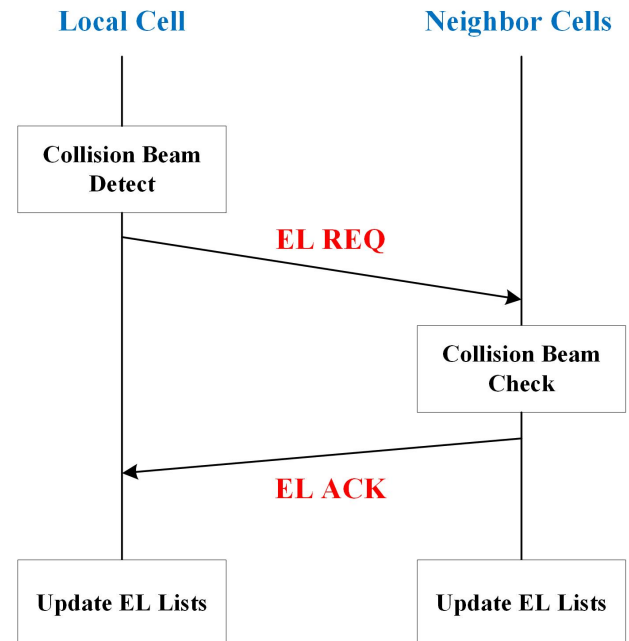 Local Cell
Neighbor Cells
Collision Beam
Detect
EL REQ
Collision Beam
Check
EL ACK
Update EL Lists
Update EL Lists